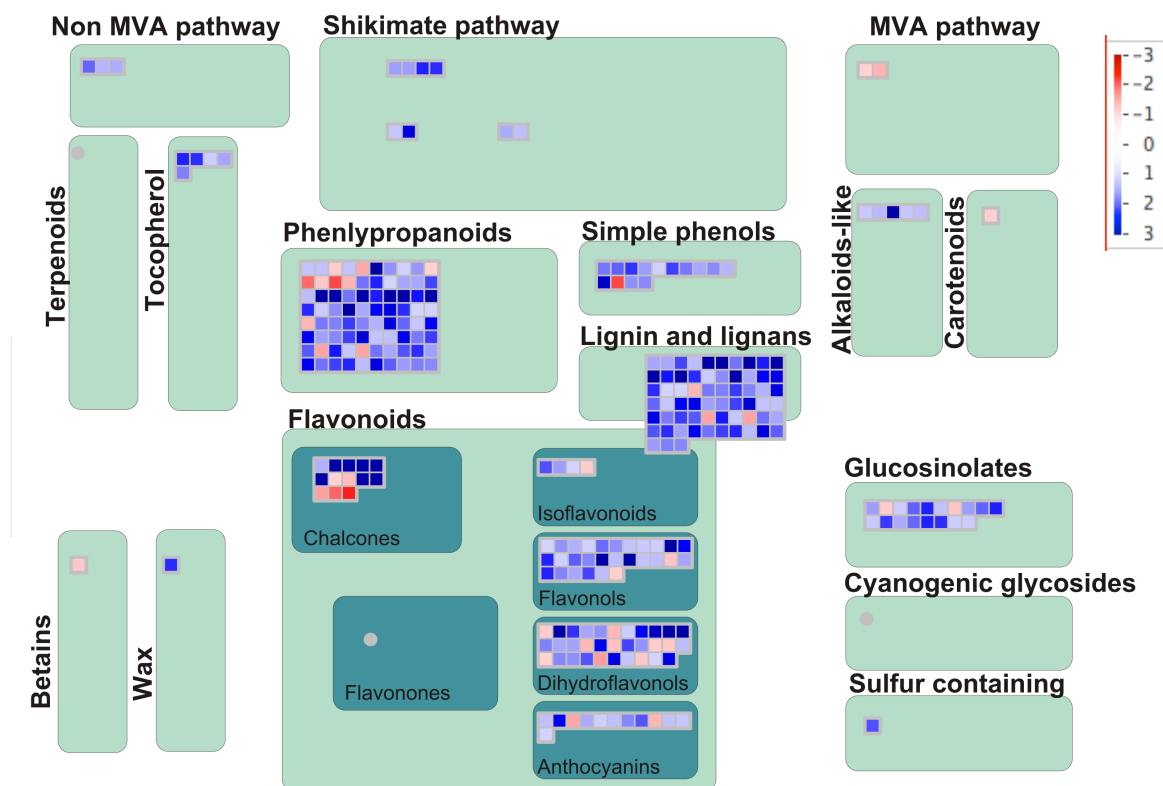 Non MVA pathway
Shikimate pathway
MVA pathway
--3
--2
--1
- 0
- 1
- 2
- 3
Terpenoids
Tocopherol
Phenlypropanoids
Simple phenols
Lignin and lignans
Alkaloids-like
Carotenoids
Flavonoids
Chalcones
Isoflavonoids
Flavonols
Flavonones
Dihydroflavonols
Anthocyanins
Glucosinolates
Cyanogenic glycosides
Sulfur containing
Betains
Wax